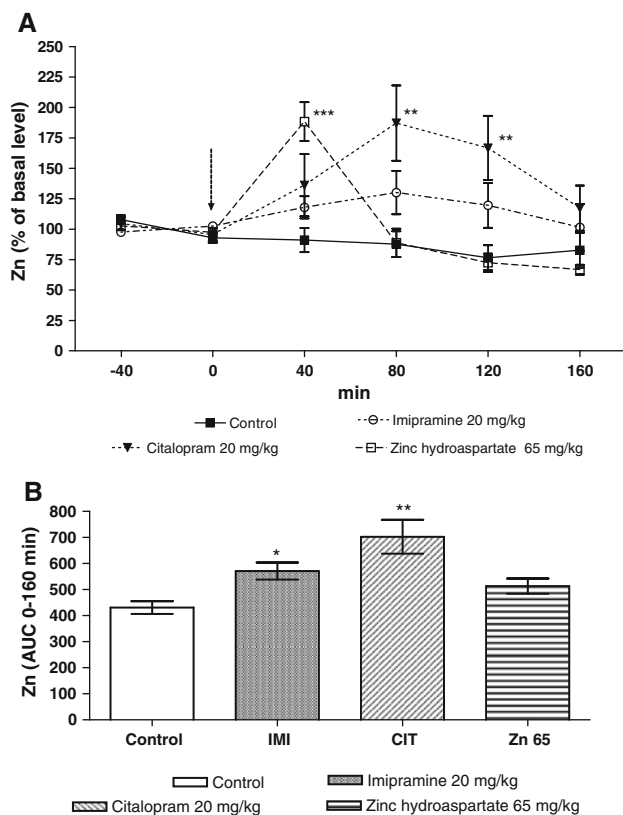 A
Zn (% of basal level)
250
225
200
175
150
125
100
75
50
25
0
***
**
**
-40 0 40 80 120 160
min
Control
Imipramine 20 mg/kg
Citalopram 20 mg/kg
Zinc hydroaspartate 65 mg/kg
B
Zn (AUC 0-160 min)
800
700
600
500
400
300
200
100
0
*
**
Control IMI CIT Zn 65
Control
Imipramine 20 mg/kg
Citalopram 20 mg/kg
Zinc hydroaspartate 65 mg/kg